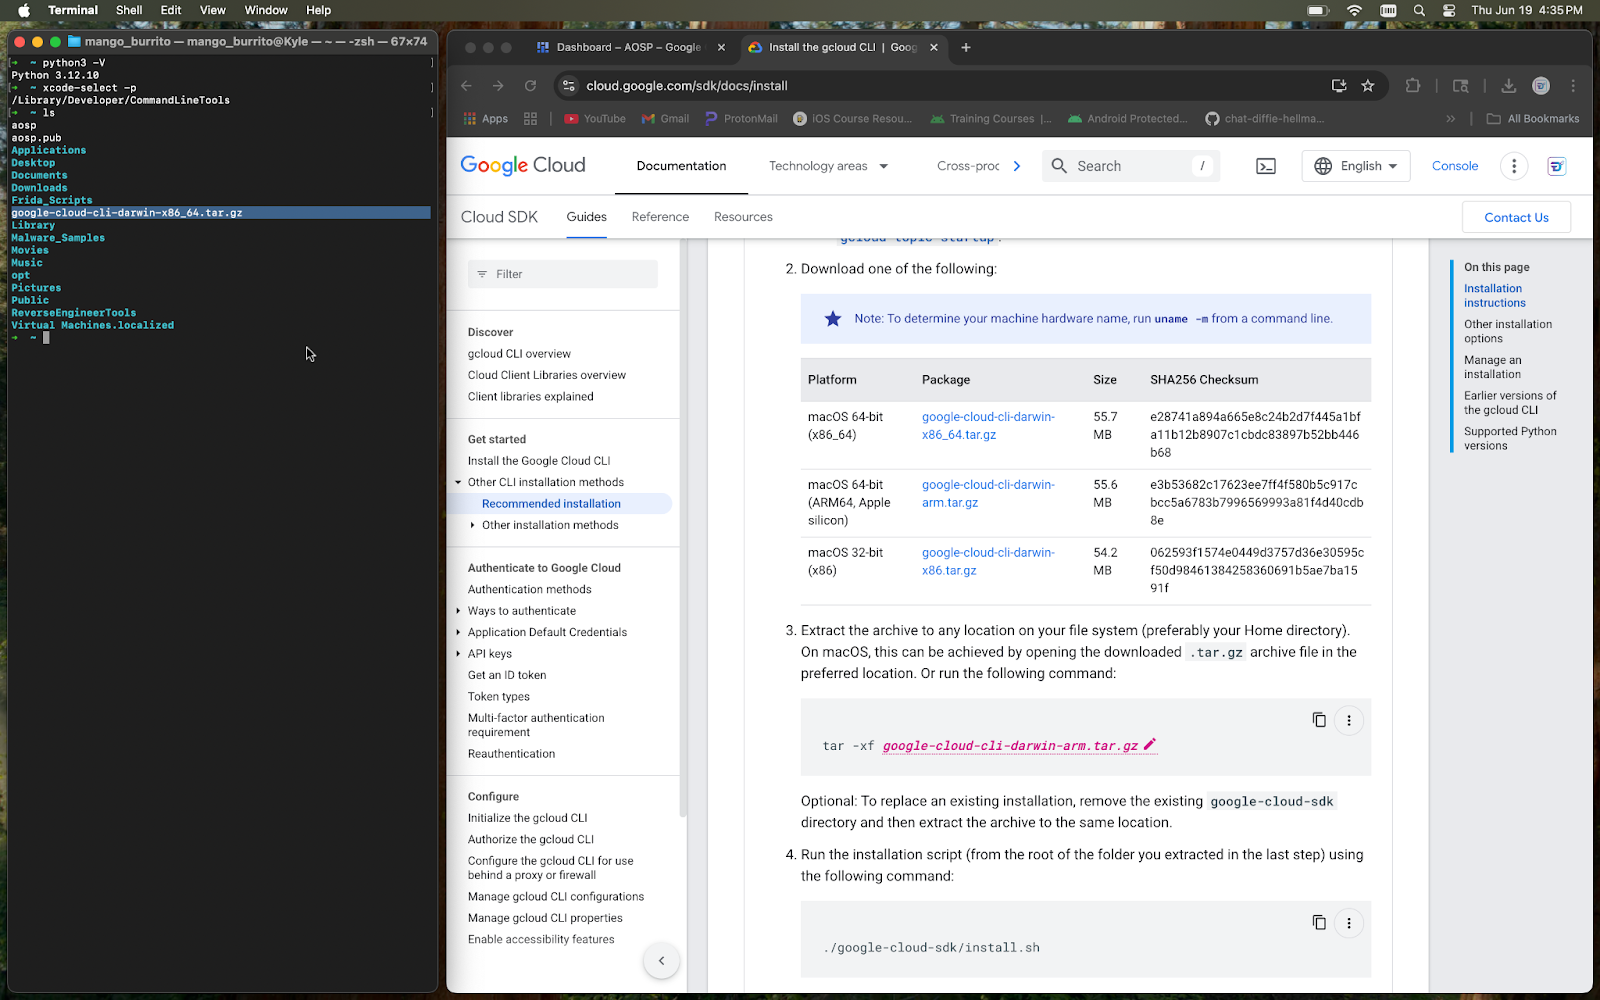 Terminal Shell Edit View Window Help
Thu Jun 19 4:35 PM
mango_burrito — mango_burrito@Kyle — ~ — -zsh — 67×74
~ python3 -V
Python 3.12.10
~ xcode-select -p
/Library/Developer/CommandLineTools
~ ls
aosp
aosp.pub
Applications
Desktop
Documents
Downloads
Frida_Scripts
google-cloud-cli-darwin-x86_64.tar.gz
Library
Malware_Samples
Movies
Music
opt
Pictures
Public
ReverseEngineerTools
Virtual Machines.localized
~
Dashboard – AOSP – Google
Install the gcloud CLI | Goog
cloud.google.com/sdk/docs/install
Apps
YouTube
Gmail
ProtonMail
iOS Course Resou...
Training Courses |...
Android Protected...
chat-diffie-hellma...
All Bookmarks
Google Cloud
Documentation
Technology areas
Cross-proc
Search /
English
Console
Cloud SDK
Guides
Reference
Resources
Contact Us
Filter
Discover
gcloud CLI overview
Cloud Client Libraries overview
Client libraries explained
Get started
Install the Google Cloud CLI
Other CLI installation methods
Recommended installation
Other installation methods
Authenticate to Google Cloud
Authentication methods
Ways to authenticate
Application Default Credentials
API keys
Get an ID token
Token types
Multi-factor authentication
requirement
Reauthentication
Configure
Initialize the gcloud CLI
Authorize the gcloud CLI
Configure the gcloud CLI for use
behind a proxy or firewall
Manage gcloud CLI configurations
Manage gcloud CLI properties
Enable accessibility features
gcloud topic startup.
2. Download one of the following:
Note: To determine your machine hardware name, run uname -m from a command line.
Platform Package Size SHA256 Checksum
macOS 64-bit google-cloud-cli-darwin- 55.7 e28741a894a665e8c24b2d7f445a1bf
(x86_64) x86_64.tar.gz MB a11b12b8907c1cbdc83897b52bb446
b68
macOS 64-bit google-cloud-cli-darwin- 55.6 e3b53682c17623ee7ff4f580b5c917c
(ARM64, Apple arm.tar.gz MB bcc5a6783b7996569993a81f4d40cdb
silicon) 8e
macOS 32-bit google-cloud-cli-darwin- 54.2 062593f1574e0449d3757d36e30595c
(x86) x86.tar.gz MB f50d98461384258360691b5ae7ba15
91f
3. Extract the archive to any location on your file system (preferably your Home directory).
On macOS, this can be achieved by opening the downloaded .tar.gz archive file in the
preferred location. Or run the following command:
tar -xf google-cloud-cli-darwin-arm.tar.gz
Optional: To replace an existing installation, remove the existing google-cloud-sdk
directory and then extract the archive to the same location.
4. Run the installation script (from the root of the folder you extracted in the last step) using
the following command:
./google-cloud-sdk/install.sh
On this page
Installation
instructions
Other installation
options
Manage an
installation
Earlier versions of
the gcloud CLI
Supported Python
versions